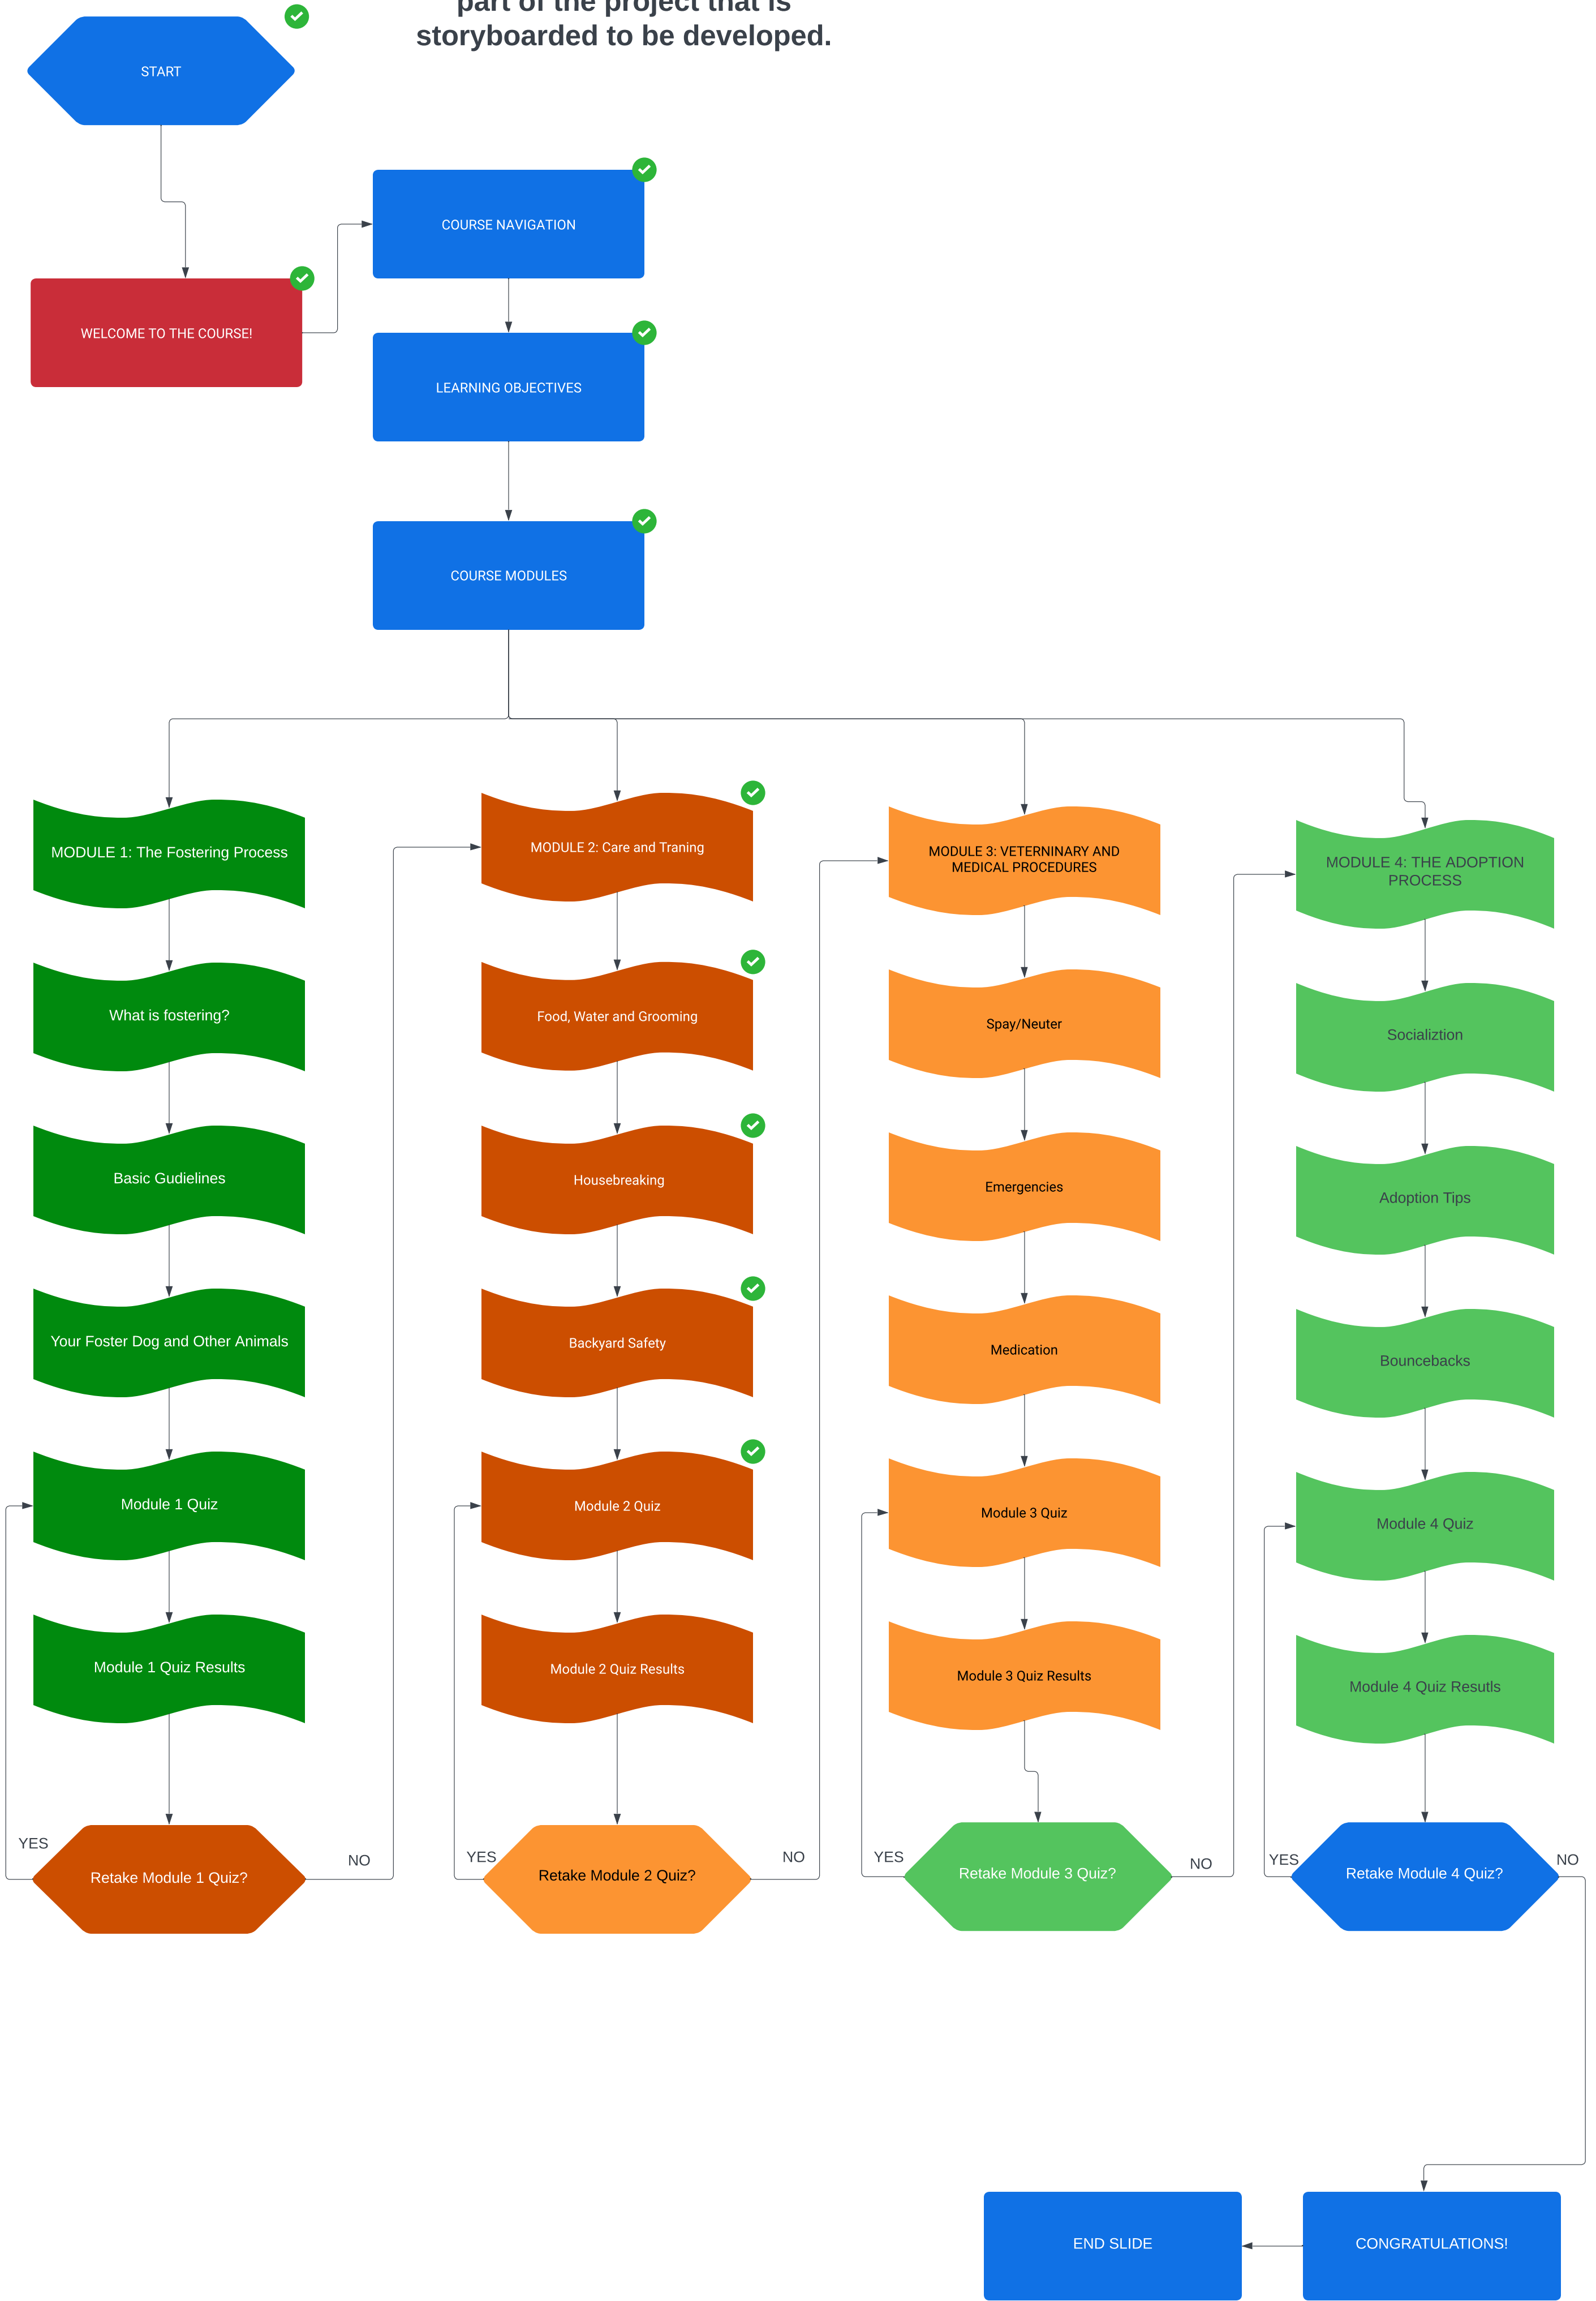 part of the project that is
storyboarded to be developed.
START
COURSE NAVIGATION
WELCOME TO THE COURSE!
LEARNING OBJECTIVES
COURSE MODULES
MODULE 1: The Fostering Process
What is fostering?
Basic Gudielines
Your Foster Dog and Other Animals
Module 1 Quiz
Module 1 Quiz Results
YES
Retake Module 1 Quiz?
NO
MODULE 2: Care and Traning
Food, Water and Grooming
Housebreaking
Backyard Safety
Module 2 Quiz
Module 2 Quiz Results
YES
Retake Module 2 Quiz?
NO
MODULE 3: VETERNINARY AND
MEDICAL PROCEDURES
Spay/Neuter
Emergencies
Medication
Module 3 Quiz
Module 3 Quiz Results
YES
Retake Module 3 Quiz?
NO
MODULE 4: THE ADOPTION
PROCESS
Socializtion
Adoption Tips
Bouncebacks
Module 4 Quiz
Module 4 Quiz Resutls
YES
Retake Module 4 Quiz?
NO
END SLIDE
CONGRATULATIONS!